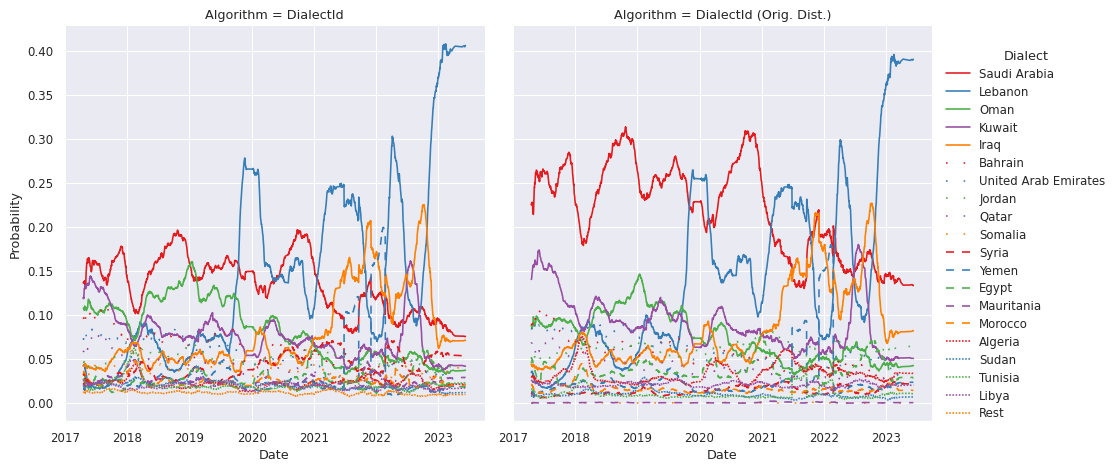 Algorithm = DialectId
Algorithm = DialectId (Orig. Dist.)
Probability
0.40
0.35
0.30
0.25
0.20
0.15
0.10
0.05
0.00
2017 2018 2019 2020 2021 2022 2023
Date
2017 2018 2019 2020 2021 2022 2023
Date
Dialect
Saudi Arabia
Lebanon
Oman
Kuwait
Iraq
Bahrain
United Arab Emirates
Jordan
Qatar
Somalia
Syria
Yemen
Egypt
Mauritania
Morocco
Algeria
Sudan
Tunisia
Libya
Rest